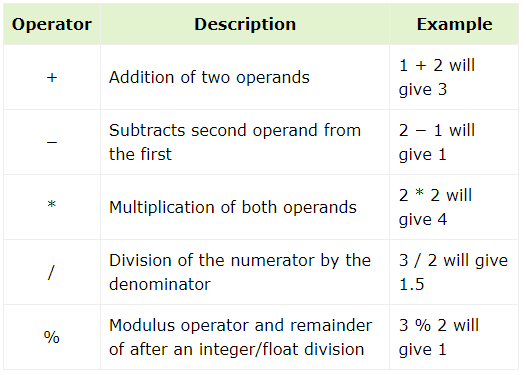 Operator Description Example
+ Addition of two operands 1 + 2 will
give 3
− Subtracts second operand from
the first 2 − 1 will
give 1
* Multiplication of both operands 2 * 2 will
give 4
/ Division of the numerator by the
denominator 3 / 2 will give
1.5
% Modulus operator and remainder
of after an integer/float division 3 % 2 will
give 1